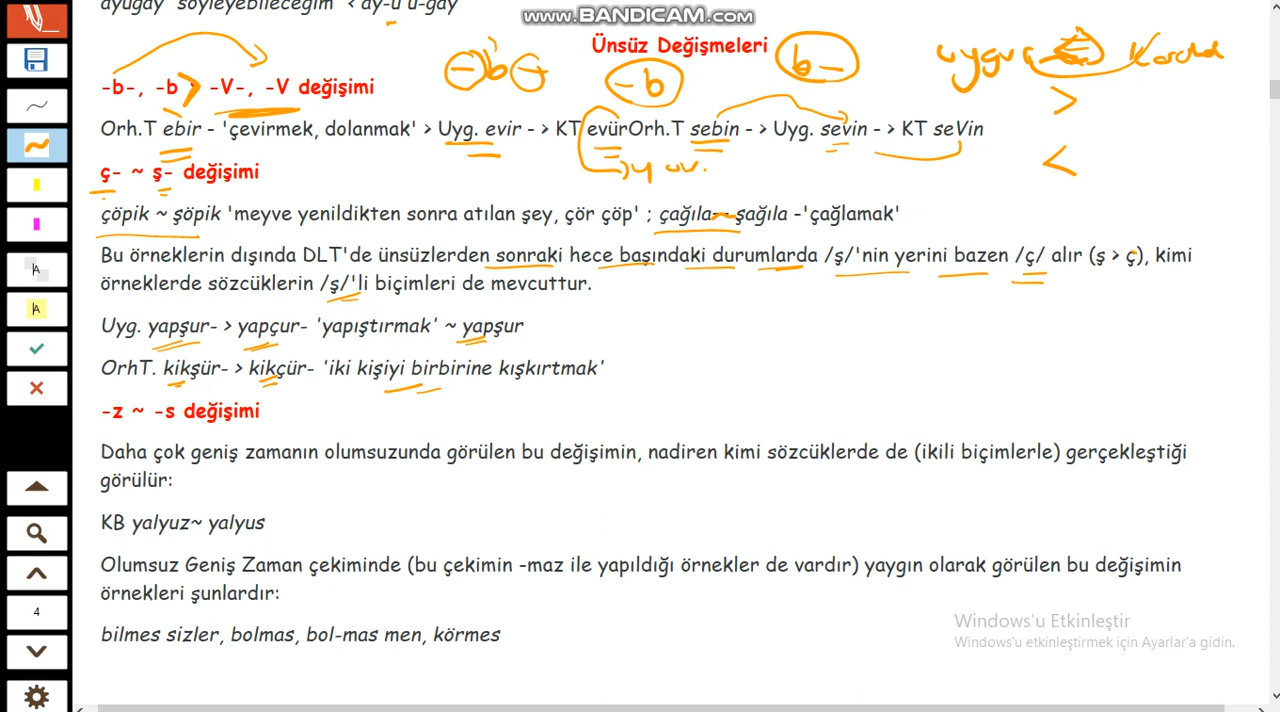 ayugay 'söyleyebileceğim' < ay-u u-gay
www.BANDICAM.com
Ünsüz Değişmeleri
-b
b -
- b
-b-, -b > -V-, -V değişimi
Orh.T ebir - 'çevirmek, dolanmak' > Uyg. evir - > KT evürOrh.T sebin - > Uyg. sevin - > KT seVin
>
<
ç- ~ ş- değişimi
çöpik ~ şöpik 'meyve yenildikten sonra atılan şey, çör çöp' ; çağıla- ~ şağıla -'çağlamak'
Bu örneklerin dışında DLT'de ünsüzlerden sonraki hece başındaki durumlarda /ş/'nin yerini bazen /ç/ alır (ş > ç), kimi
örneklerde sözcüklerin /ş/'li biçimleri de mevcuttur.
Uyg. yapşur- > yapçur- 'yapıştırmak' ~ yapşur
OrhT. kikşür- > kikçür- 'iki kişiyi birbirine kışkırtmak'
-z ~ -s değişimi
Daha çok geniş zamanın olumsuzunda görülen bu değişimin, nadiren kimi sözcüklerde de (ikili biçimlerle) gerçekleştiği
görülür:
KB yalyuz~ yalyus
Olumsuz Geniş Zaman çekiminde (bu çekimin -maz ile yapıldığı örnekler de vardır) yaygın olarak görülen bu değişimin
örnekleri şunlardır:
bilmes sizler, bolmas, bol-mas men, körmes
4
Windows'u Etkinleştir
Windows'u etkinleştirmek için Ayarlar'a gidin.